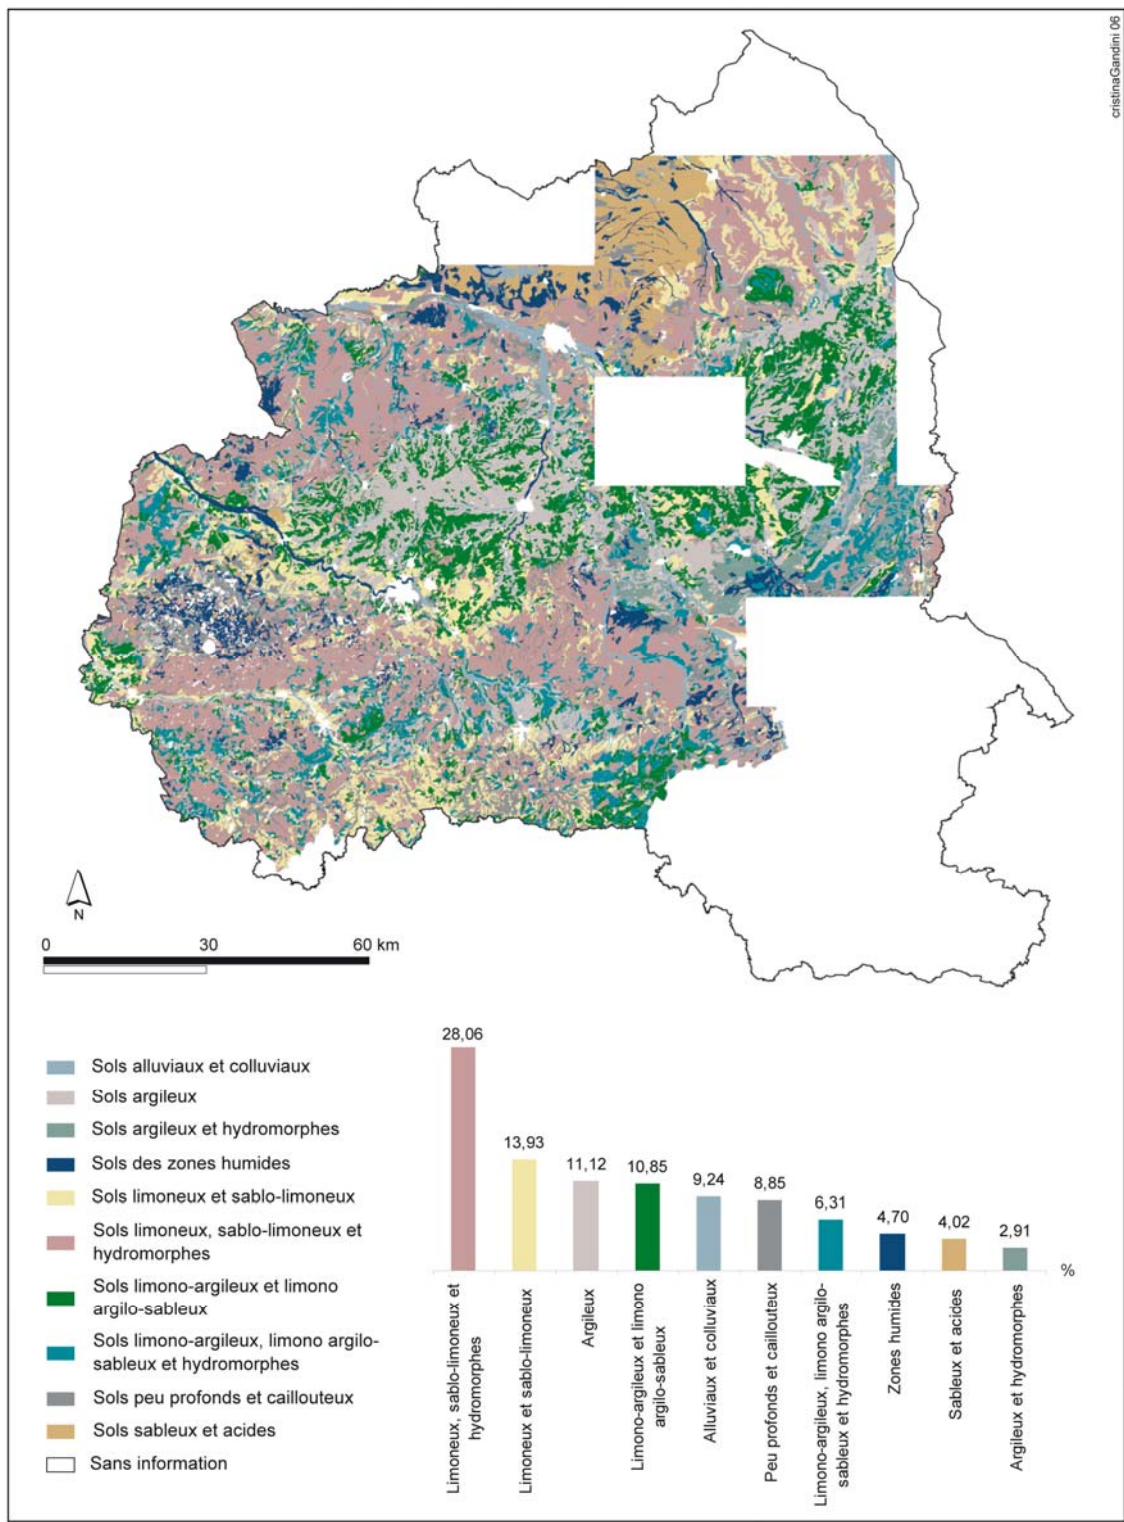 cristinaGandini 06
N
0 30 60 km
Sols alluviaux et colluviaux
Sols argileux
Sols argileux et hydromorphes
Sols des zones humides
Sols limoneux et sablo-limoneux
Sols limoneux, sablo-limoneux et
hydromorphes
Sols limono-argileux et limono
argilo-sableux
Sols limono-argileux, limono argilo-
sableux et hydromorphes
Sols peu profonds et caillouteux
Sols sableux et acides
Sans information
28,06
13,93
11,12
10,85
9,24
8,85
6,31
4,70
4,02
2,91
%
Limoneux, sablo-limoneux et
hydromorphes
Limoneux et sablo-limoneux
Argileux
Limono-argileux et limono
argilo-sableux
Alluviaux et colluviaux
Peu profonds et caillouteux
Limono-argileux, limono argilo-
sableux et hydromorphes
Zones humides
Sableux et acides
Argileux et hydromorphes